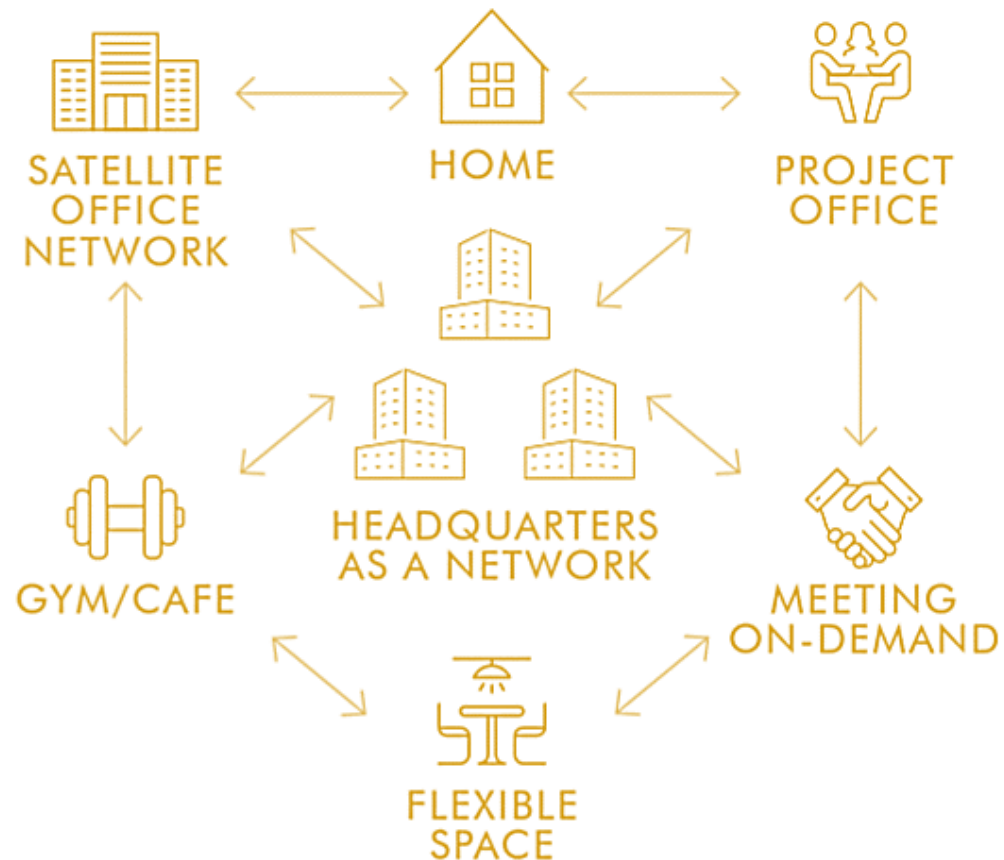 SATELLITE
OFFICE
NETWORK
HOME
PROJECT
OFFICE
HEADQUARTERS
AS A NETWORK
GYM/CAFE
MEETING
ON-DEMAND
FLEXIBLE
SPACE